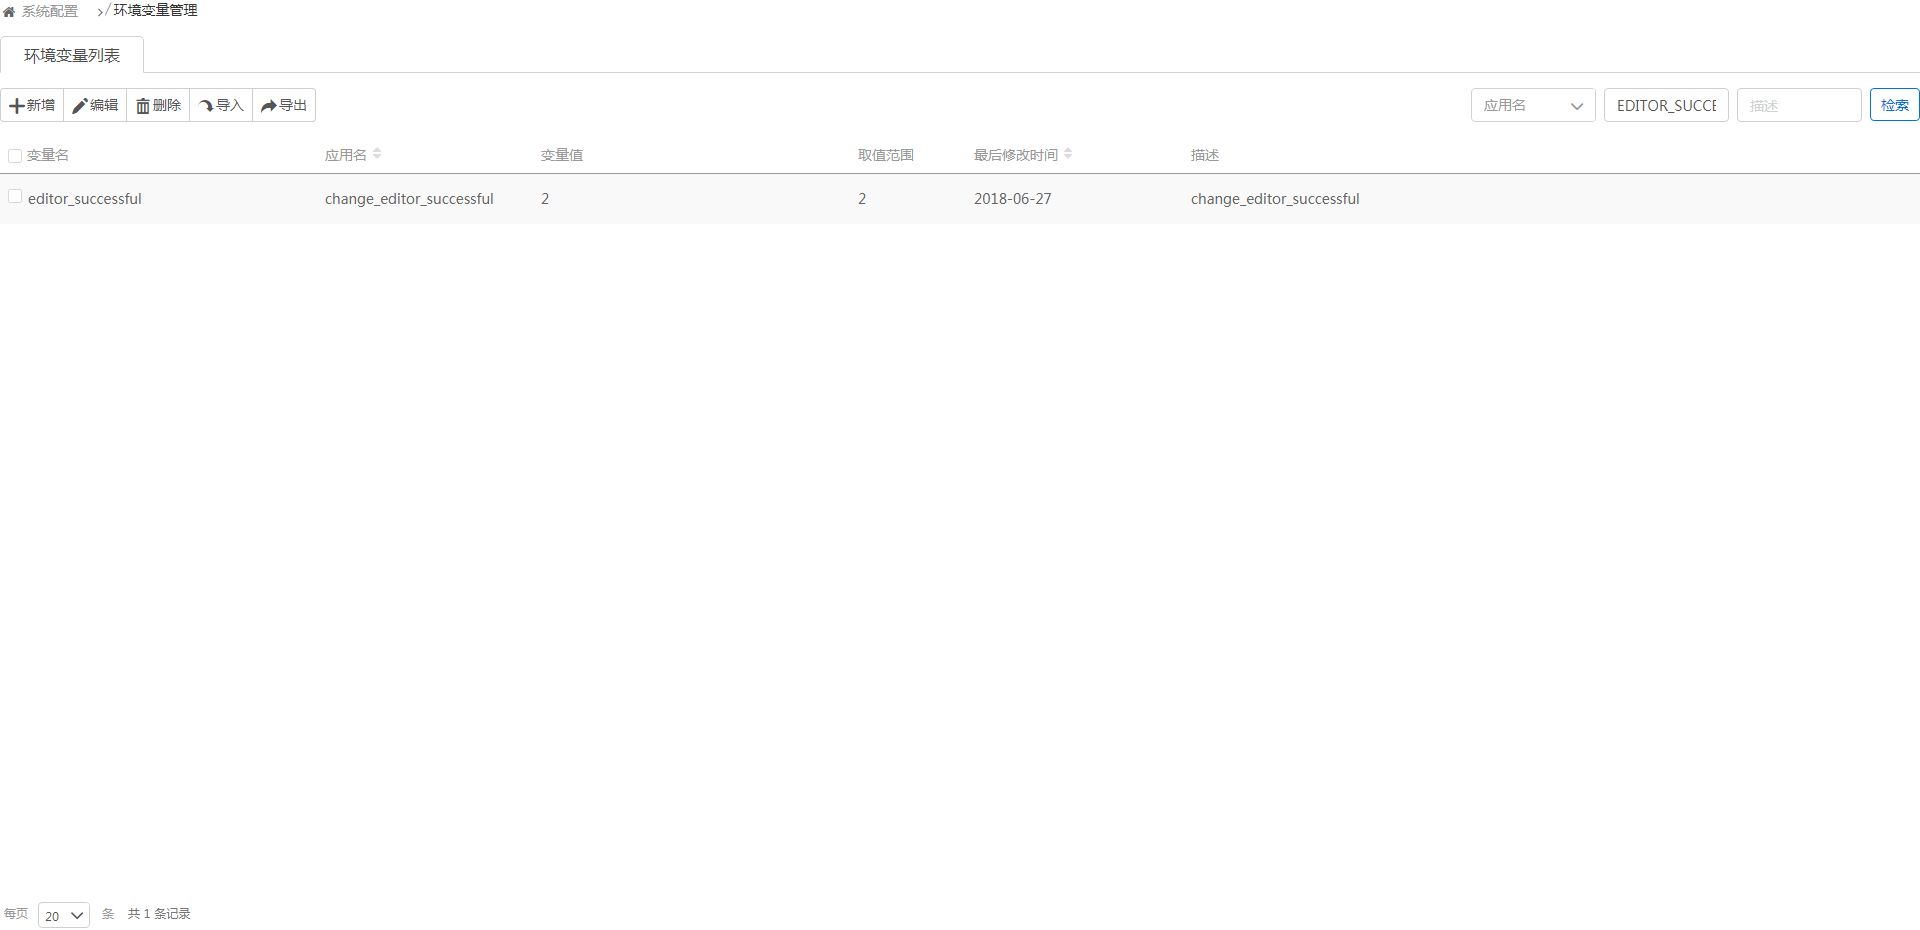 系统配置 > / 环境变量管理
环境变量列表
新增 编辑 删除 导入 导出 应用名 EDITOR_SUCCE 描述 检索
变量名 应用名 变量值 取值范围 最后修改时间 描述
editor_successful change_editor_successful 2 2 2018-06-27 change_editor_successful
每页 20 条 共 1 条记录